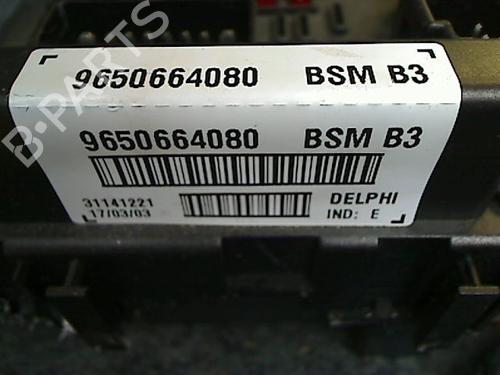 9650664080 BSM B3
9650664080 BSM B3
31141221
17/03/03
DELPHI
IND: E
B-PARTS